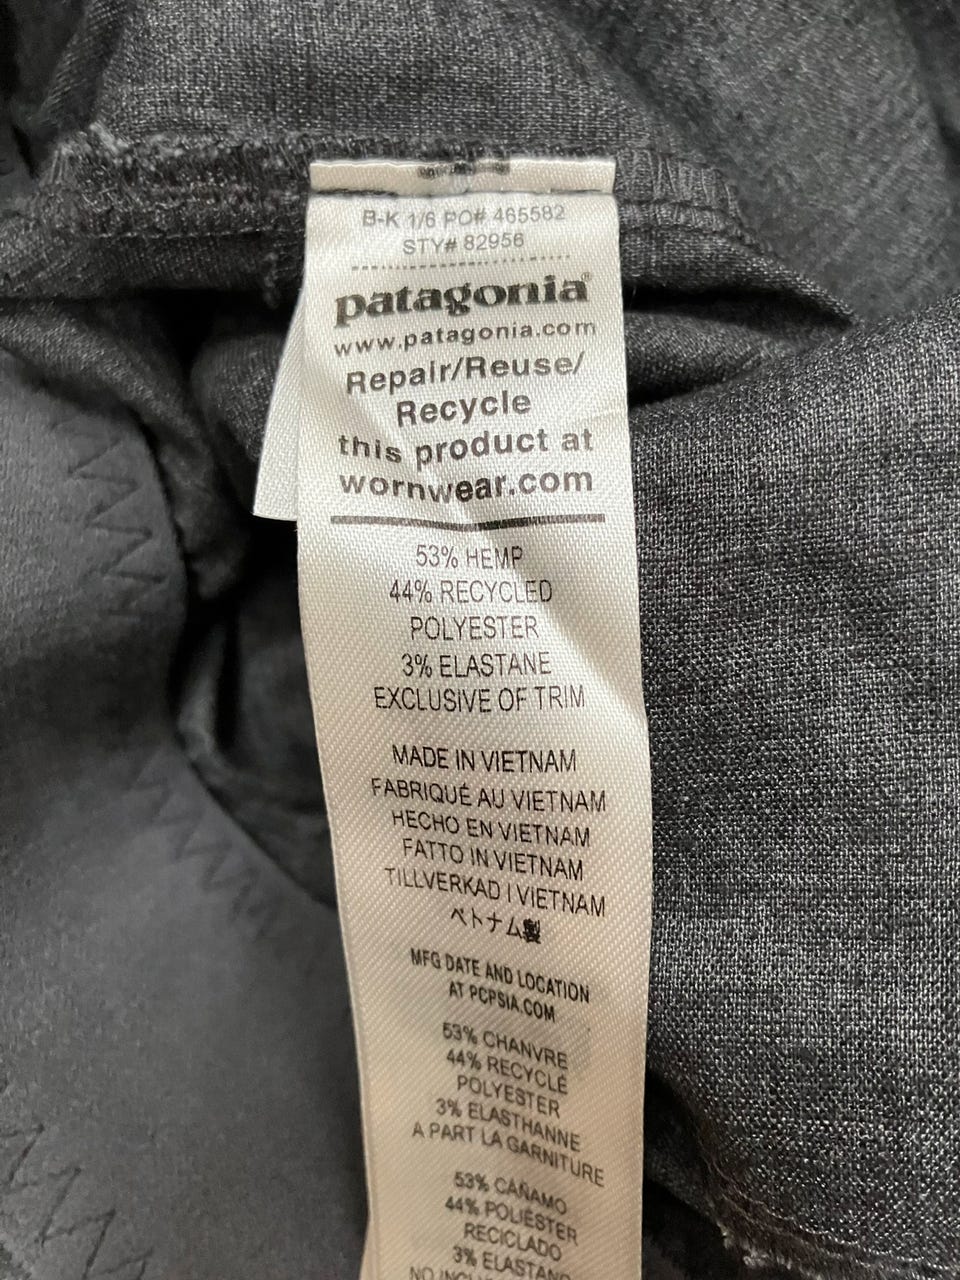 B-K 1/6 PO# 465582
STY# 82956
patagonia®
www.patagonia.com
Repair/Reuse/
Recycle
this product at
wornwear.com
53% HEMP
44% RECYCLED
POLYESTER
3% ELASTANE
EXCLUSIVE OF TRIM
MADE IN VIETNAM
FABRIQUÉ AU VIETNAM
HECHO EN VIETNAM
FATTO IN VIETNAM
TILLVERKAD I VIETNAM
ベトナム製
MFG DATE AND LOCATION
AT PCPSIA.COM
53% CHANVRE
44% RECYCLÉ
POLYESTER
3% ÉLASTHANNE
A PART LA GARNITURE
53% CAÑAMO
44% POLIÉSTER
RECICLADO
3% ELASTANO